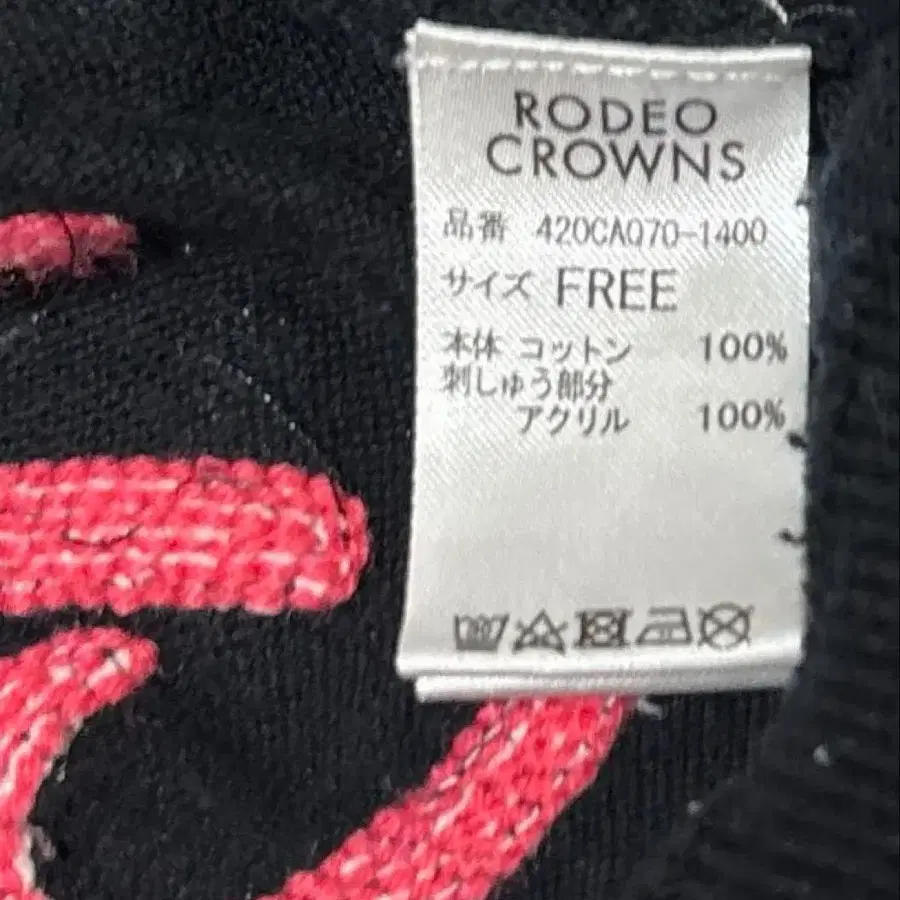 RODEO
CROWNS
品番 420CAQ70-1400
サイズ FREE
本体 コットン 100%
刺しゅう部分
アクリル 100%